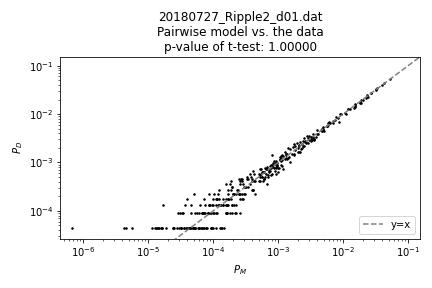 20180727_Ripple2_d01.dat
Pairwise model vs. the data
p-value of t-test: 1.00000
10⁻¹
10⁻²
10⁻³
10⁻⁴
P_D
y=x
10⁻⁶ 10⁻⁵ 10⁻⁴ 10⁻³ 10⁻² 10⁻¹
P_M